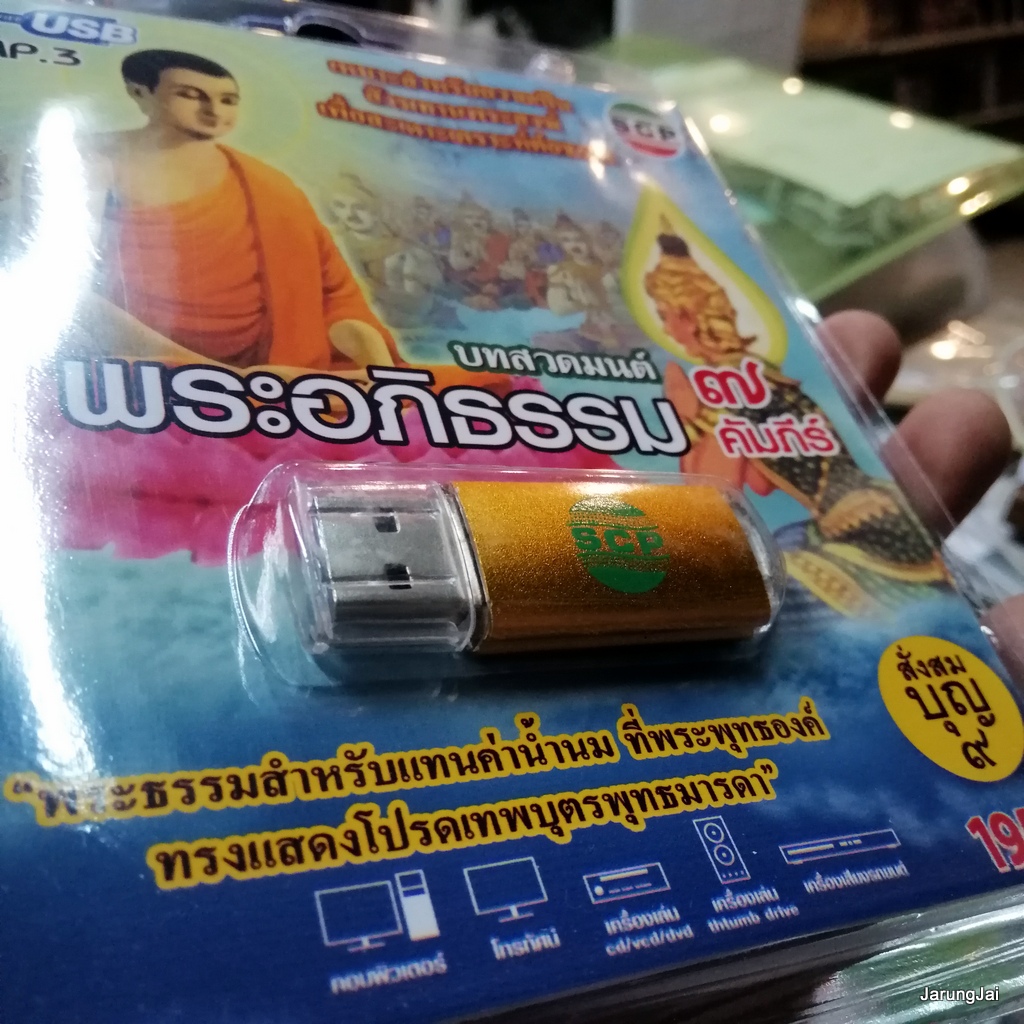 USB
MP.3
SCP
บทสวดมนต์
พระอภิธรรม
๗
คัมภีร์
SCP
สั่งสม
บุญ
๙
“พระธรรมสำหรับแทนค่าน้ำนม ที่พระพุทธองค์
ทรงแสดงโปรดเทพบุตรพุทธมารดา”
195
คอมพิวเตอร์
โทรทัศน์
เครื่องเล่น
cd/vcd/dvd
เครื่องเล่น
thtumb drive
เครื่องเสียงรถยนต์
JarungJai